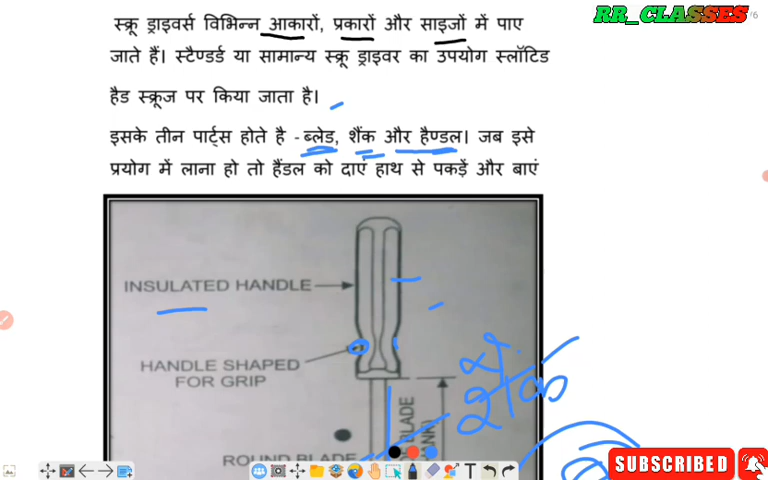 स्क्रू ड्राइवर्स विभिन्न आकारों, प्रकारों और साइजों में पाए
जाते हैं। स्टैण्डर्ड या सामान्य स्क्रू ड्राइवर का उपयोग स्लॉटिड
हैड स्क्रूज पर किया जाता है।
इसके तीन पार्ट्स होते है - ब्लेड, शैंक और हैण्डल। जब इसे
प्रयोग में लाना हो तो हैंडल को दाएं हाथ से पकड़ें और बाएं
RR_CLASSES
INSULATED HANDLE
HANDLE SHAPED
FOR GRIP
BLADE
ROUND BLADE
SUBSCRIBED